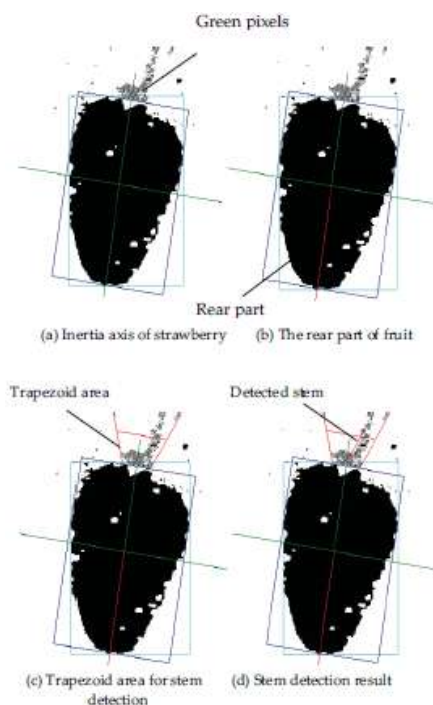 Green pixels
Rear part
(a) Inertia axis of strawberry
(b) The rear part of fruit
Trapezoid area
Detected stem
(c) Trapezoid area for stem
detection
(d) Stem detection result